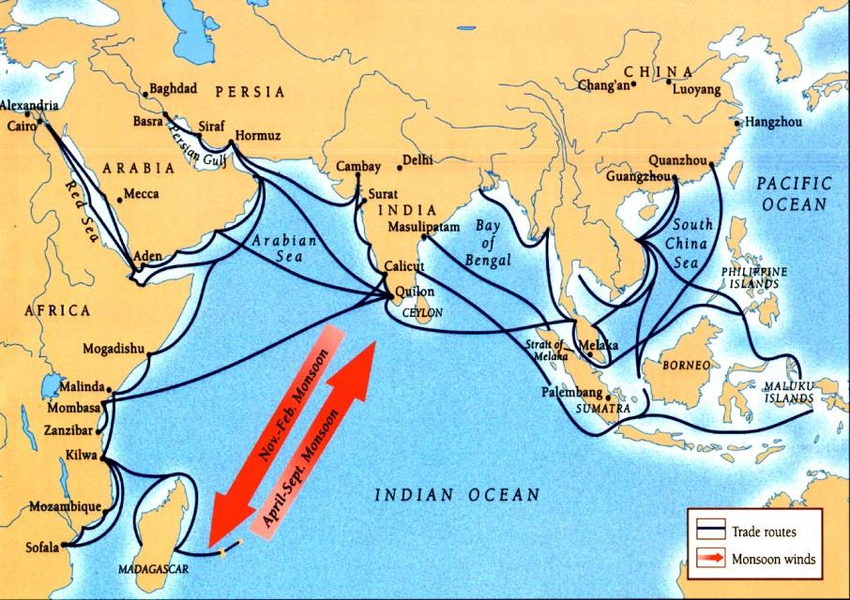 CHINA
Chang'an
Luoyang
Baghdad
PERSIA
Alexandria
Cairo
Basra
Siraf
Hormuz
Persian Gulf
Hangzhou
Quanzhou
Guangzhou
ARABIA
Mecca
Red Sea
Cambay
Delhi
Surat
INDIA
Masulipatam
PACIFIC
OCEAN
Bay
of
Bengal
South
China
Sea
Arabian
Sea
Aden
Calicut
Quilon
CEYLON
PHILIPPINE
ISLANDS
AFRICA
Mogadishu
Strait of
Melaka
Melaka
BORNEO
Malinda
Mombasa
Zanzibar
Kilwa
Palembang
SUMATRA
MALUKU
ISLANDS
Nov.-Feb. Monsoon
April-Sept. Monsoon
INDIAN OCEAN
Mozambique
Sofala
MADAGASCAR
Trade routes
Monsoon winds